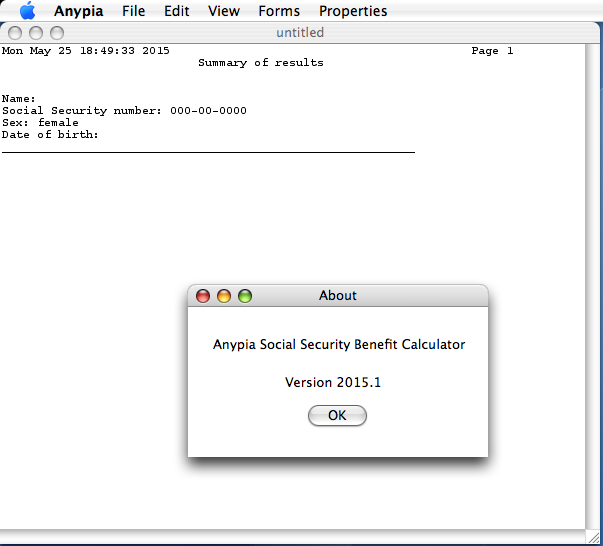 Anypia File Edit View Forms Properties
untitled
Mon May 25 18:49:33 2015 Page 1
Summary of results
Name:
Social Security number: 000-00-0000
Sex: female
Date of birth:
About
Anypia Social Security Benefit Calculator
Version 2015.1
OK